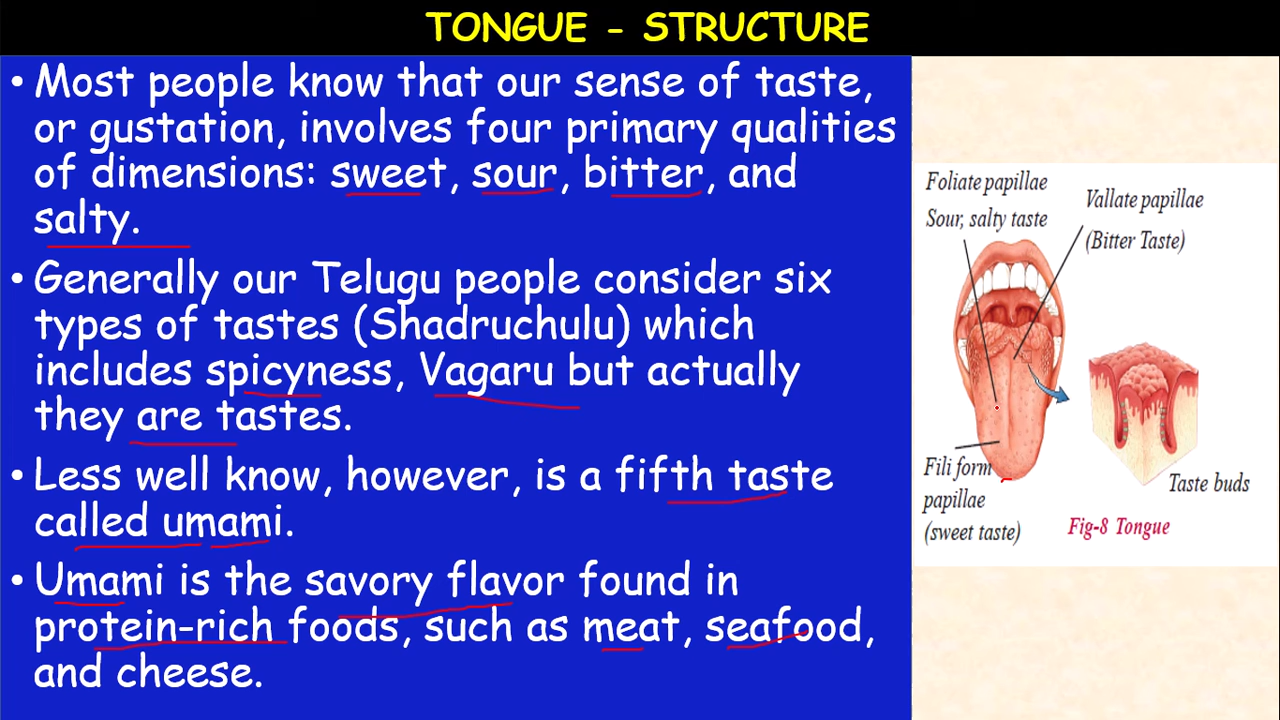 TONGUE - STRUCTURE
• Most people know that our sense of taste,
or gustation, involves four primary qualities
of dimensions: sweet, sour, bitter, and
salty.
• Generally our Telugu people consider six
types of tastes (Shadruchulu) which
includes spicyness, Vagaru but actually
they are tastes.
• Less well know, however, is a fifth taste
called umami.
• Umami is the savory flavor found in
protein-rich foods, such as meat, seafood,
and cheese.
Foliate papillae
Sour, salty taste
Vallate papillae
(Bitter Taste)
Fili form
papillae
(sweet taste)
Taste buds
Fig-8 Tongue